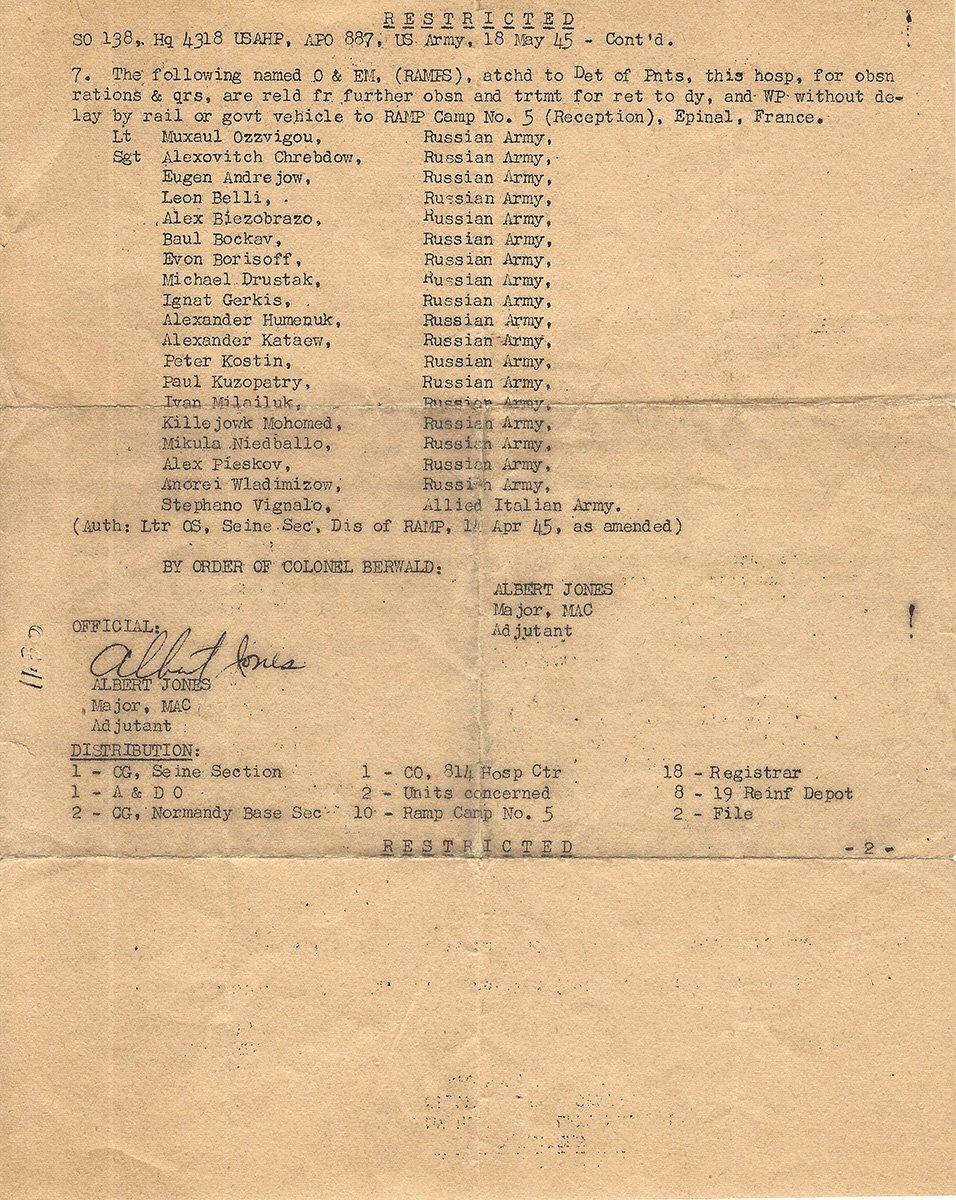 R E S T R I C T E D
SO 138, Hq 4318 USAHP, APO 887, US Army, 18 May 45 - Cont'd.
7. The following named O & EM, (RAMPS), atchd to Det of Pnts, this hosp, for obsn
rations & qrs, are reld fr further obsn and trtmt for ret to dy, and WP without de-
lay by rail or govt vehicle to RAMP Camp No. 5 (Reception), Epinal, France.
Lt Muxaul Ozzvigou, Russian Army,
Sgt Alexovitch Chrebdow, Russian Army,
Eugen Andrejow, Russian Army,
Leon Belli, Russian Army,
Alex Biezobrazo, Russian Army,
Baul Bockav, Russian Army,
Evon Borisoff, Russian Army,
Michael Drustak, Russian Army,
Ignat Gerkis, Russian Army,
Alexander Humenuk, Russian Army,
Alexander Kataew, Russian Army,
Peter Kostin, Russian Army,
Paul Kuzopatry, Russian Army,
Ivan Milailuk, Russian Army,
Killejowk Mohomed, Russian Army,
Mikula Niedballo, Russian Army,
Alex Pieskov, Russian Army,
Andrei Wladimizow, Russian Army,
Stephano Vignalo, Allied Italian Army.
(Auth: Ltr OS, Seine Sec, Dis of RAMP, 14 Apr 45, as amended)
BY ORDER OF COLONEL BERWALD:
ALBERT JONES
Major, MAC
Adjutant
OFFICIAL:
Albert Jones
ALBERT JONES
Major, MAC
Adjutant
DISTRIBUTION:
1 - CG, Seine Section 1 - CO, 814 Hosp Ctr 18 - Registrar
1 - A & D O 2 - Units concerned 8 - 19 Reinf Depot
2 - CG, Normandy Base Sec 10 - Ramp Camp No. 5 2 - File
R E S T R I C T E D - 2 -